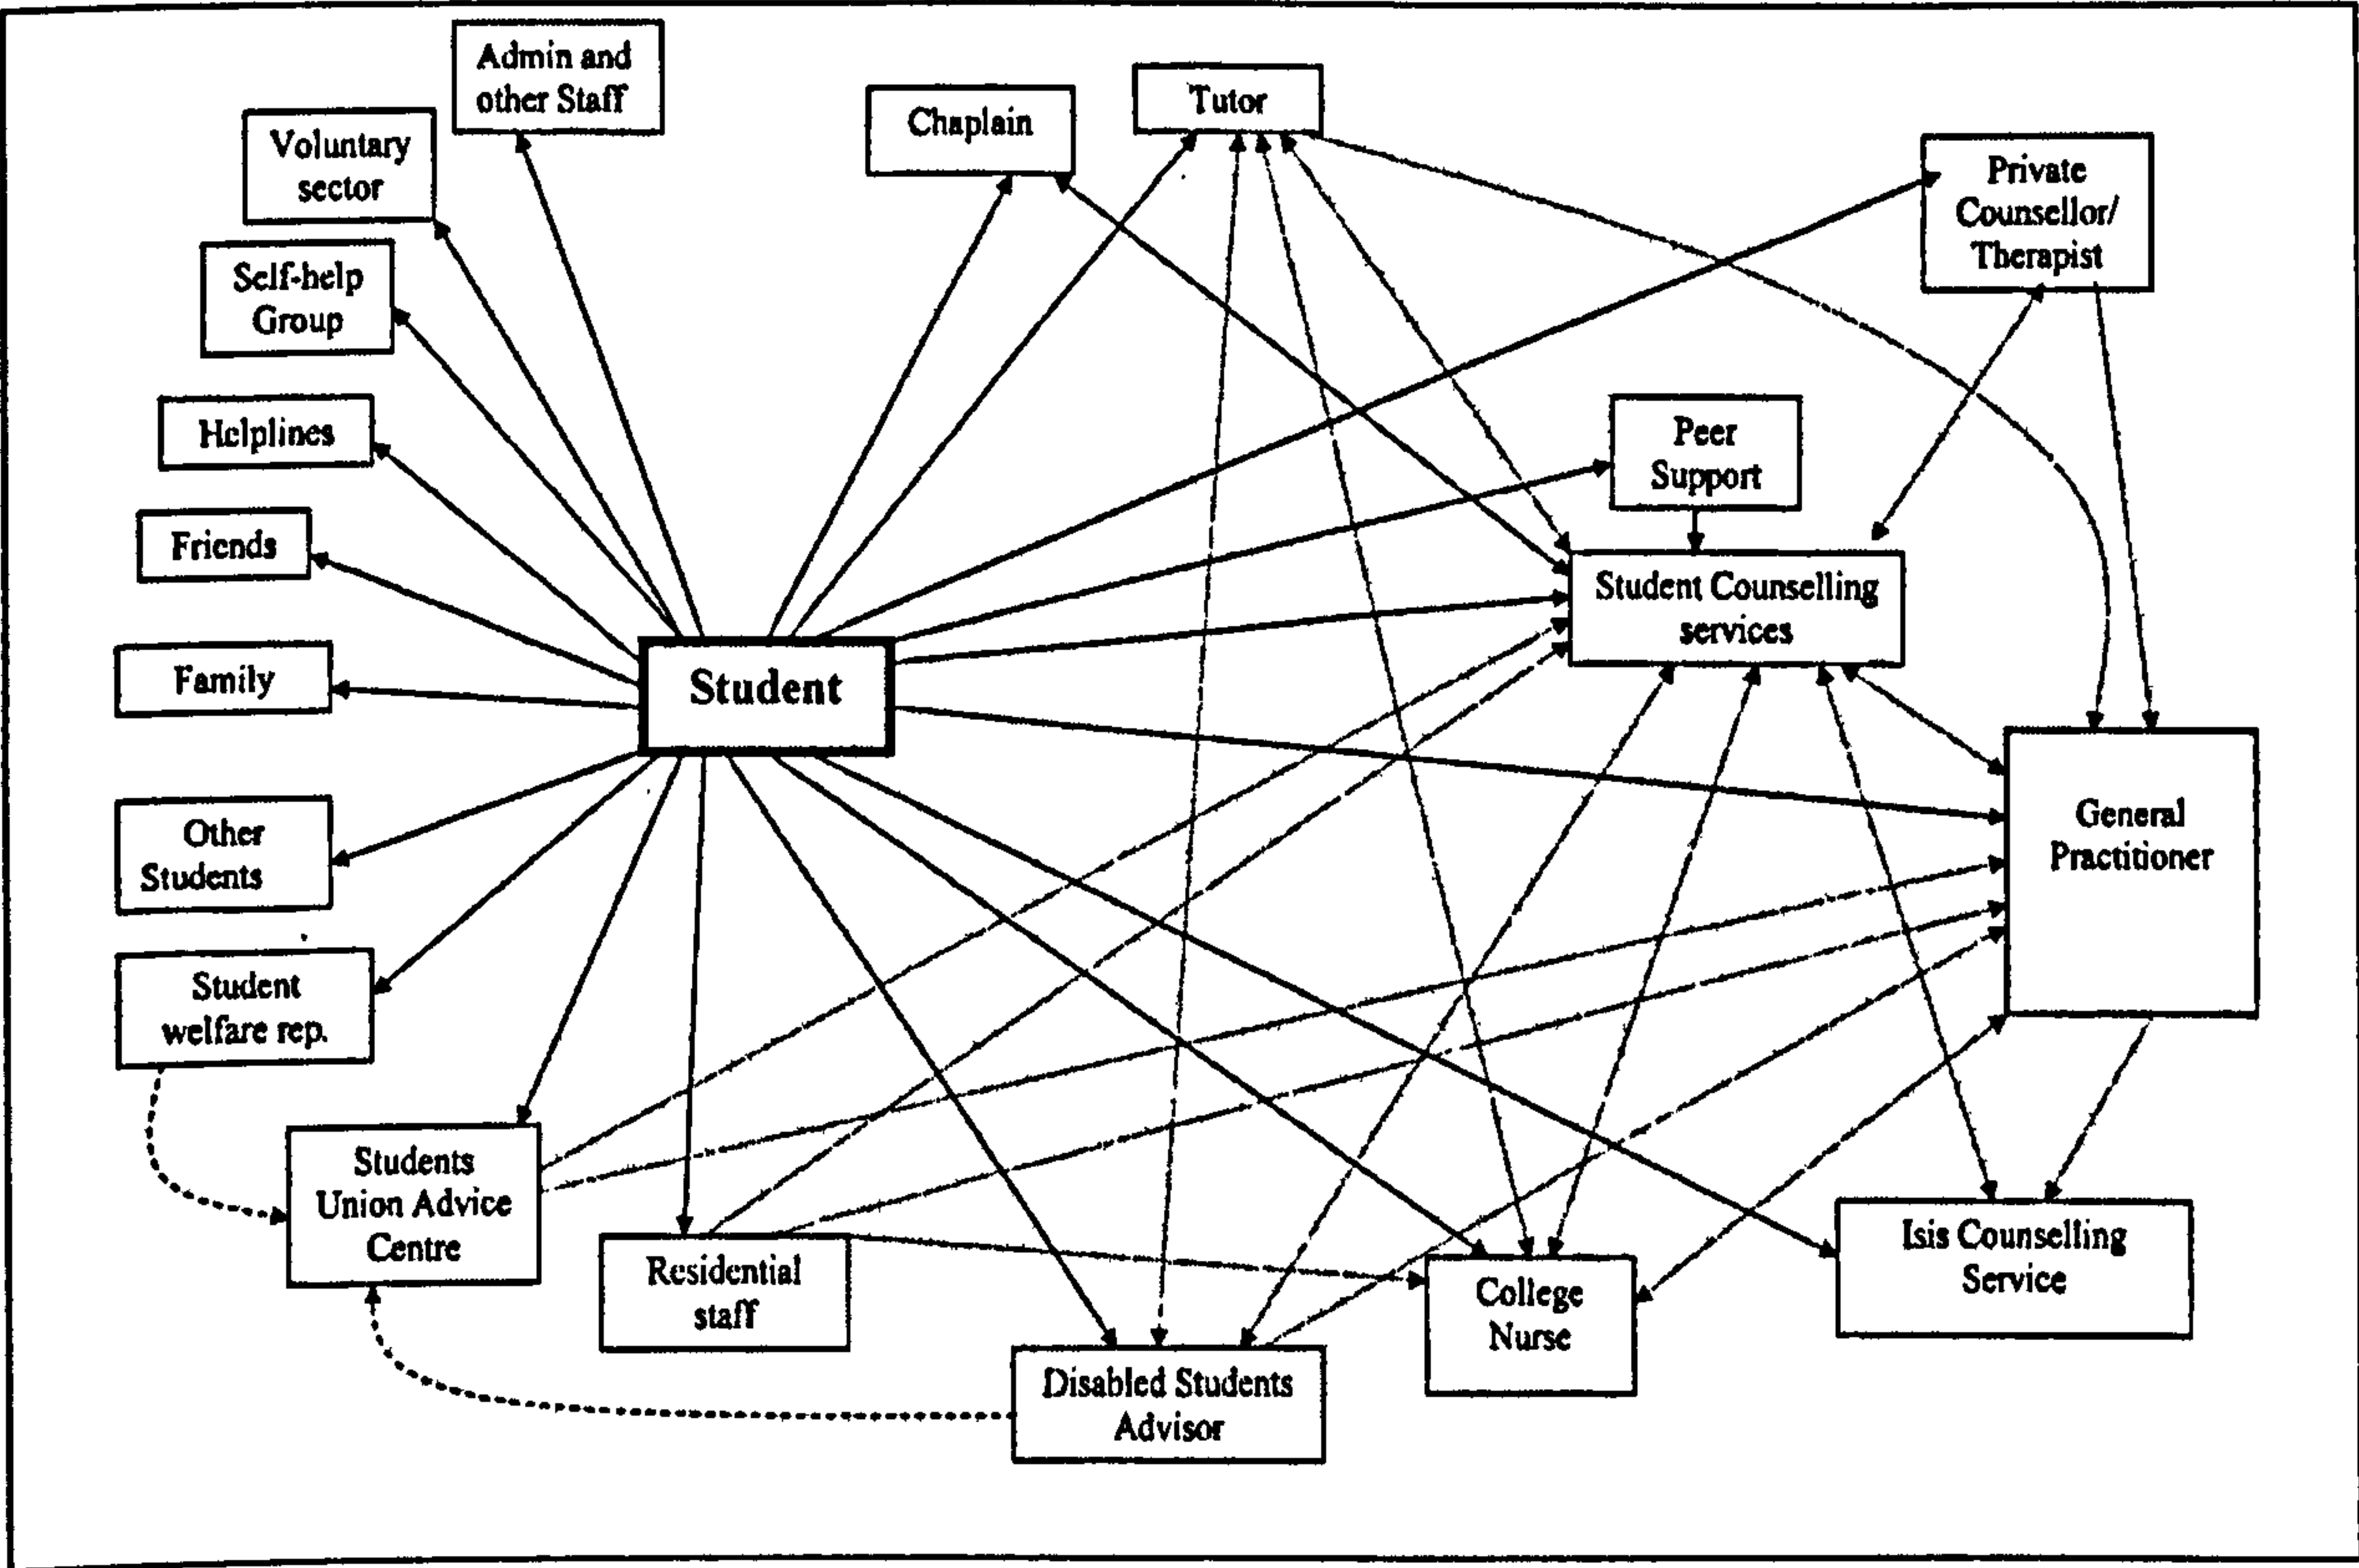 Admin and
other Staff
Voluntary
sector
Self-help
Group
Helplines
Friends
Family
Other
Students
Student
welfare rep.
Students
Union Advice
Centre
Residential
staff
Disabled Students
Advisor
College
Nurse
Isis Counselling
Service
General
Practitioner
Student Counselling
services
Peer
Support
Private
Counsellor/
Therapist
Tutor
Chaplain
Student